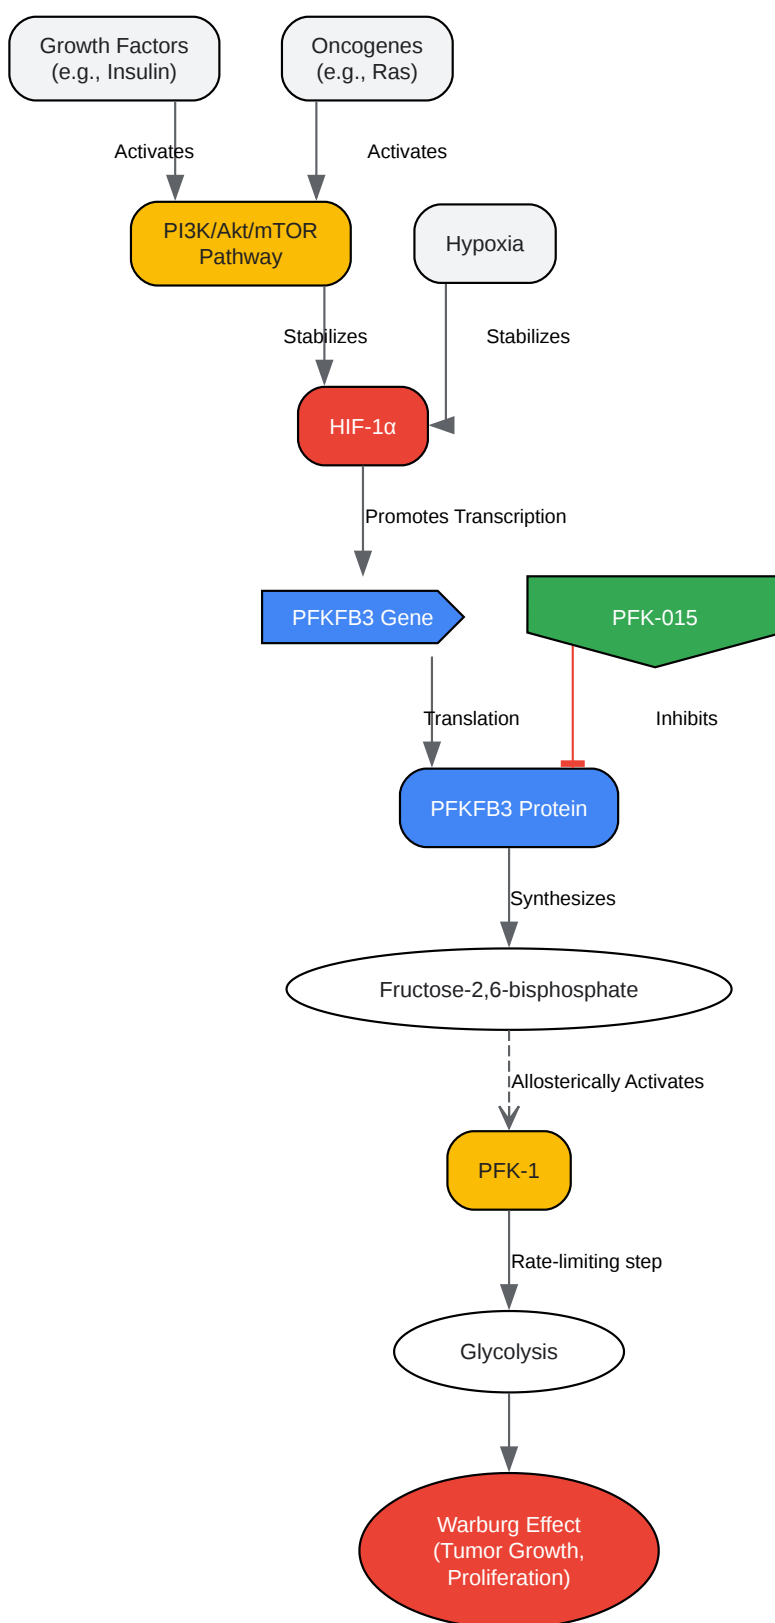 Growth Factors
(e.g., Insulin)
Oncogenes
(e.g., Ras)
Activates
Activates
PI3K/Akt/mTOR
Pathway
Hypoxia
Stabilizes
Stabilizes
HIF-1α
Promotes Transcription
PFKFB3 Gene
PFK-015
Translation
Inhibits
PFKFB3 Protein
Synthesizes
Fructose-2,6-bisphosphate
Allosterically Activates
PFK-1
Rate-limiting step
Glycolysis
Warburg Effect
(Tumor Growth,
Proliferation)